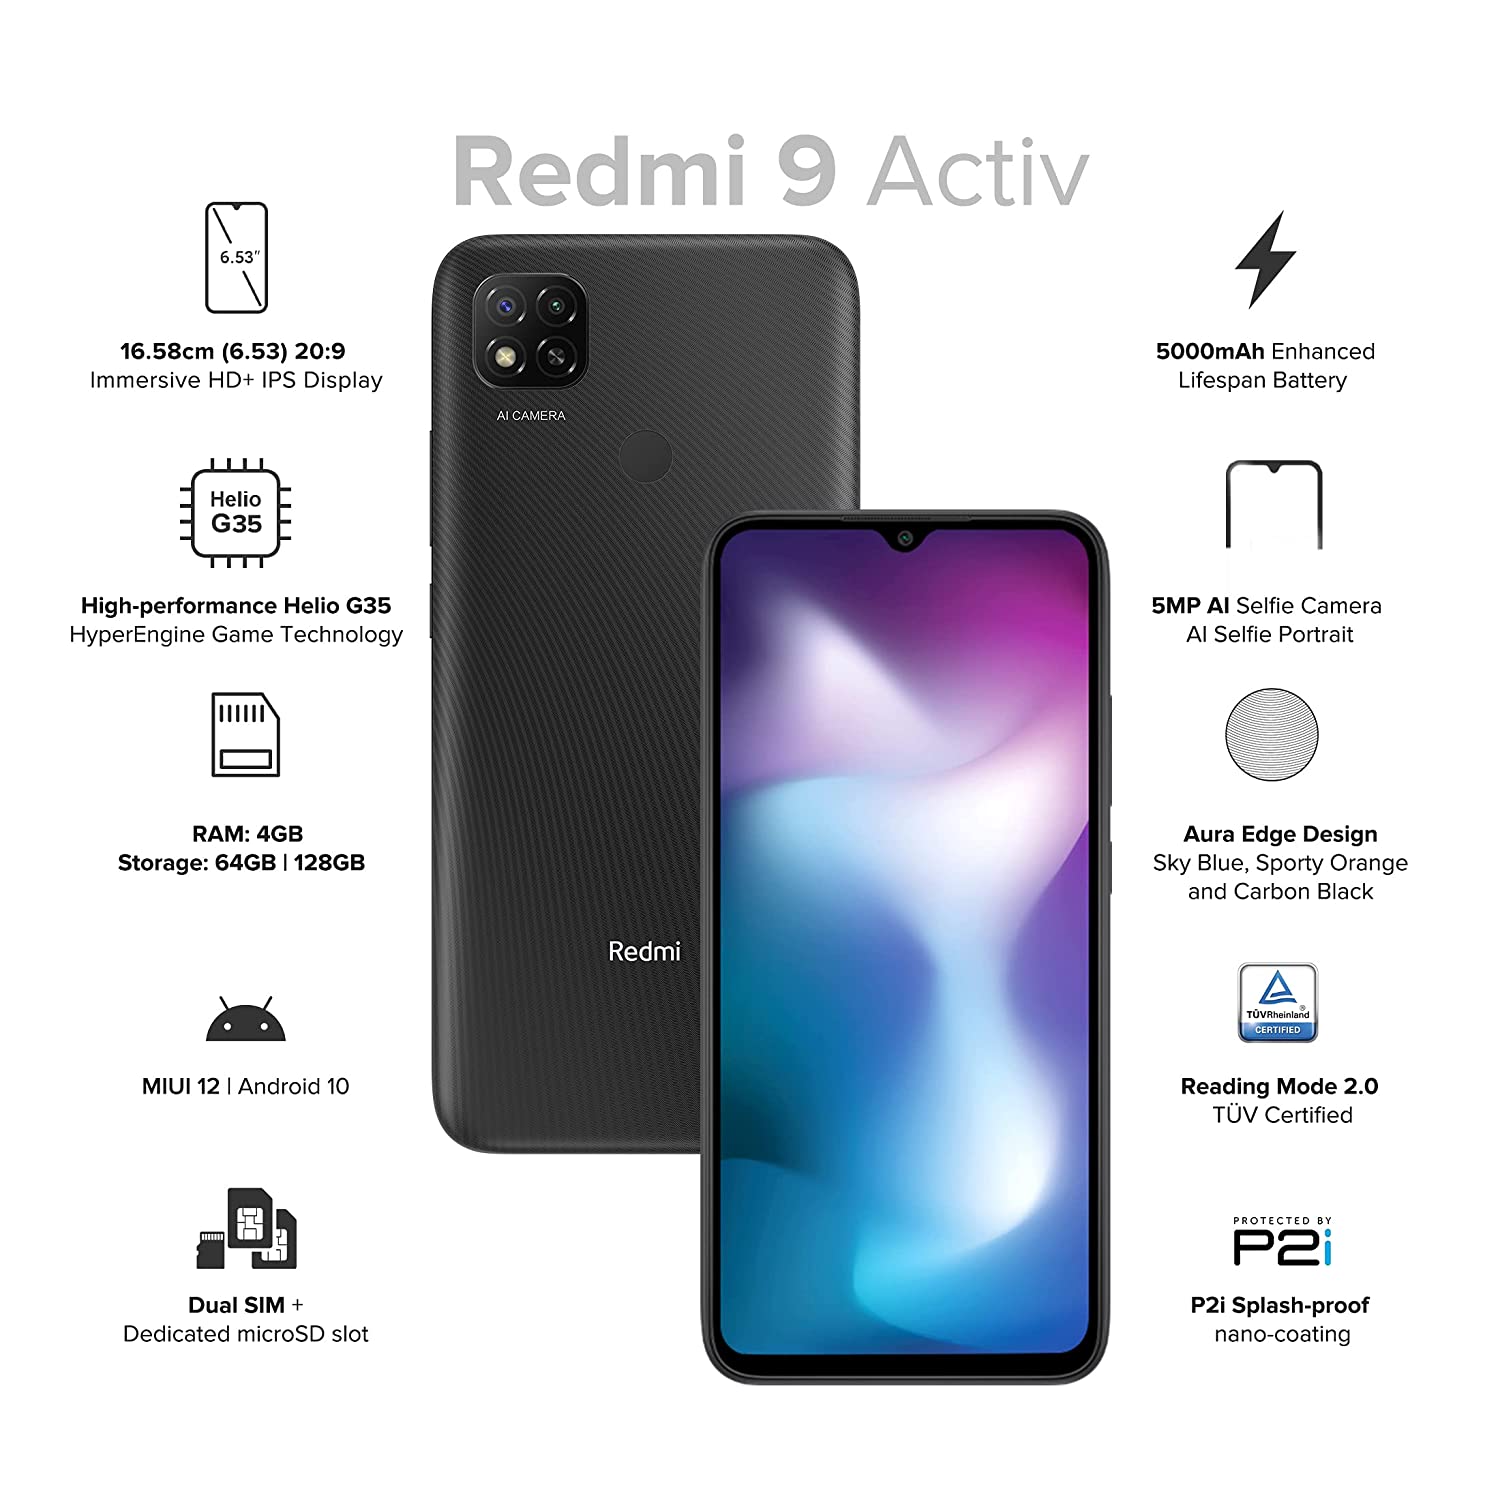 Redmi 9 Activ
6.53"
16.58cm (6.53) 20:9
Immersive HD+ IPS Display
Helio
G35
High-performance Helio G35
HyperEngine Game Technology
RAM: 4GB
Storage: 64GB | 128GB
MIUI 12 | Android 10
Dual SIM +
Dedicated microSD slot
AI CAMERA
Redmi
5000mAh Enhanced
Lifespan Battery
5MP AI Selfie Camera
AI Selfie Portrait
Aura Edge Design
Sky Blue, Sporty Orange
and Carbon Black
TÜVRheinland®
CERTIFIED
Reading Mode 2.0
TÜV Certified
PROTECTED BY
P2i
P2i Splash-proof
nano-coating